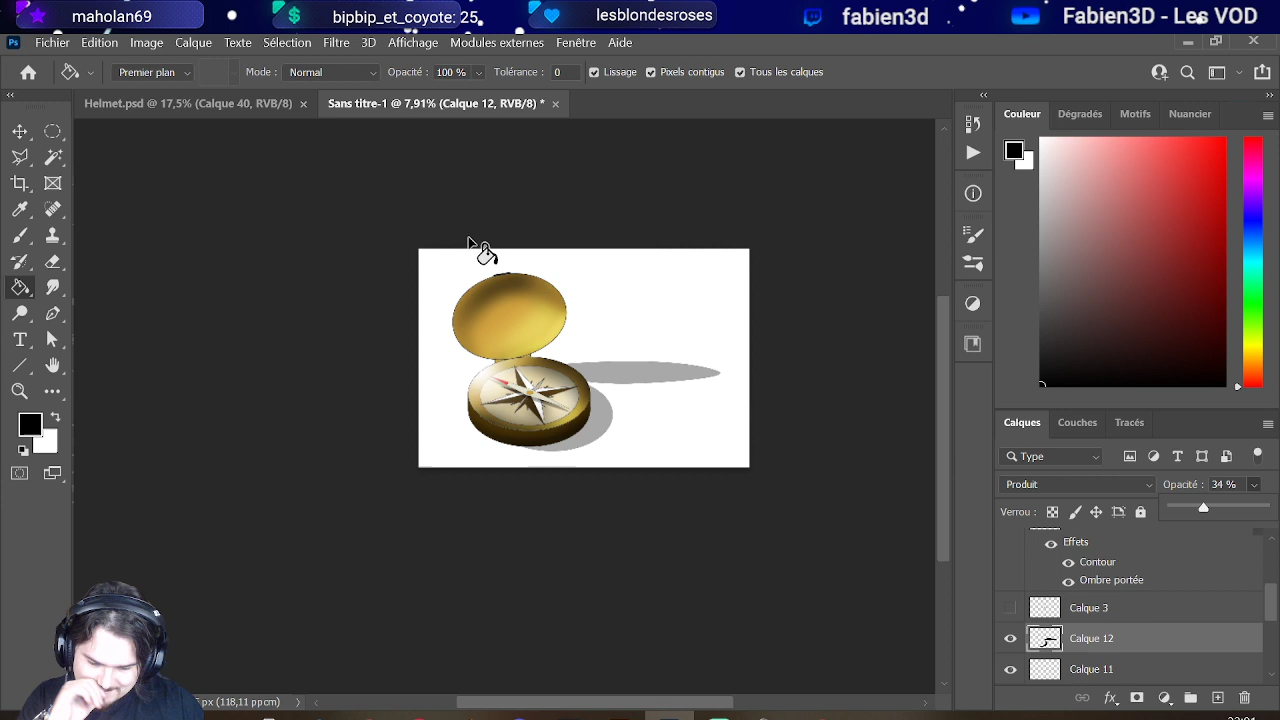 maholan69
bipbip_et_coyote: 25
lesblondesroses
fabien3d
Fabien3D - Les VOD
Ps Fichier Edition Image Calque Texte Sélection Filtre 3D Affichage Modules externes Fenêtre Aide
Premier plan Mode : Normal Opacité : 100 % Tolérance : 0 Lissage Pixels contigus Tous les calques
Helmet.psd @ 17,5% (Calque 40, RVB/8) Sans titre-1 @ 7,91% (Calque 12, RVB/8) *
Couleur Dégradés Motifs Nuancier
Calques Couches Tracés
Type
Produit Opacité : 34 %
Verrou :
Effets
Contour
Ombre portée
Calque 3
Calque 12
Calque 11
px (118,11 ppcm)